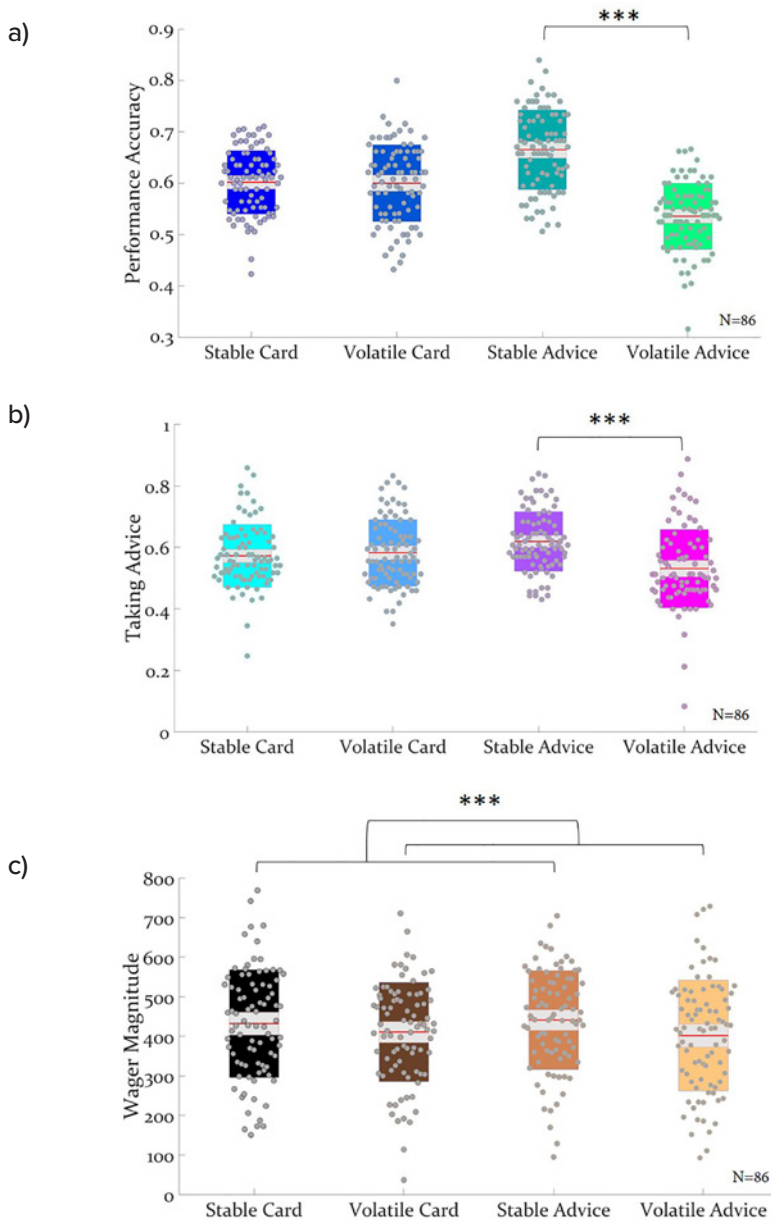 a)
***
Performance Accuracy
0.9
0.8
0.7
0.6
0.5
0.4
0.3
N=86
Stable Card Volatile Card Stable Advice Volatile Advice
b)
***
Taking Advice
1
0.8
0.6
0.4
0.2
0
N=86
Stable Card Volatile Card Stable Advice Volatile Advice
c)
***
Wager Magnitude
800
700
600
500
400
300
200
100
0
N=86
Stable Card Volatile Card Stable Advice Volatile Advice